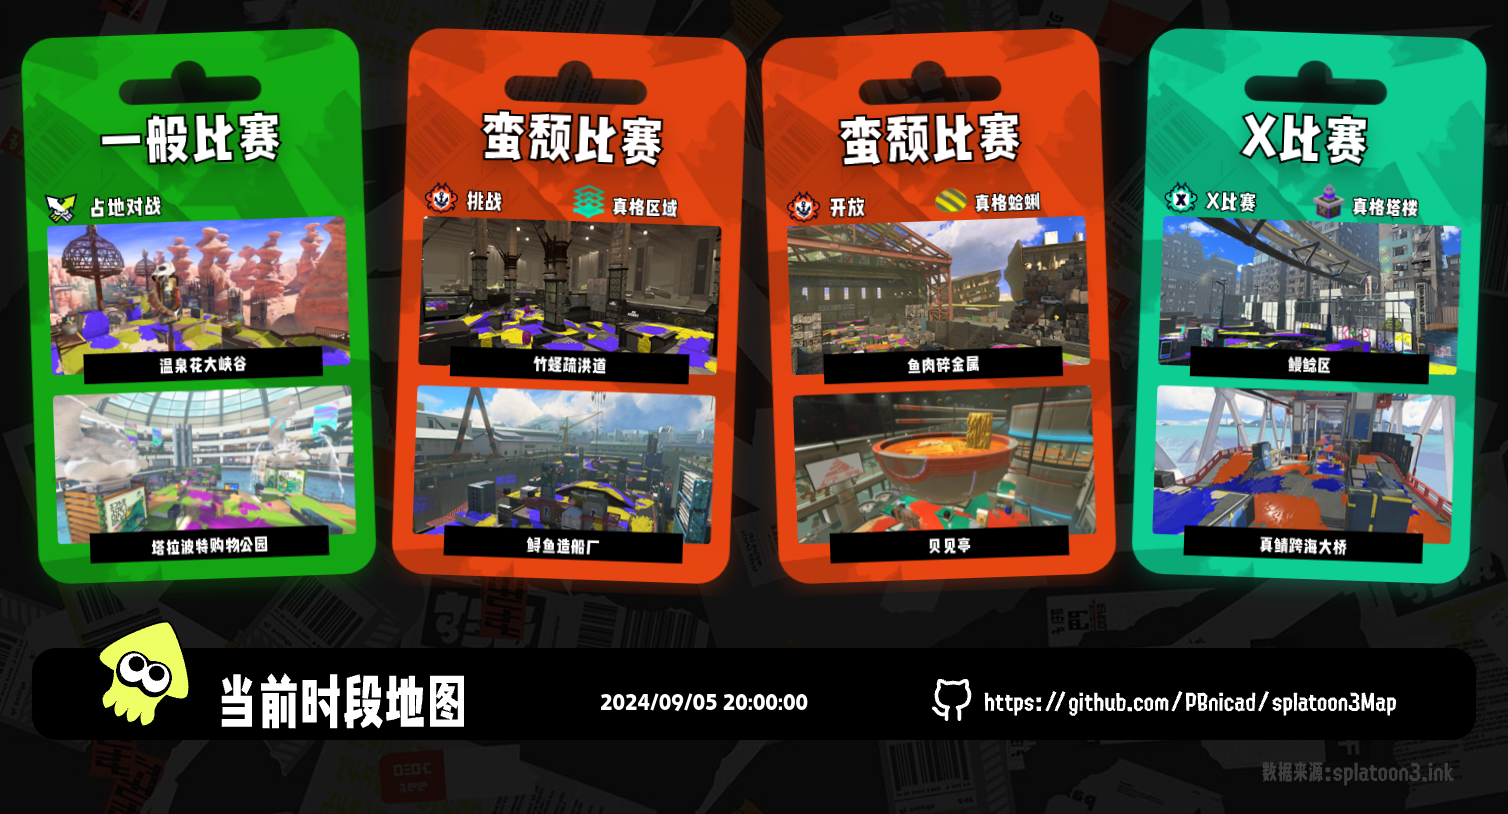 一般比赛
占地对战
温泉花大峡谷
塔拉波特购物公园
蛮颓比赛
挑战
真格区域
竹蛏疏洪道
鲟鱼造船厂
蛮颓比赛
开放
真格蛤蜊
鱼肉碎金属
贝见亭
X比赛
X比赛
真格塔楼
鳗鲶区
真鲭跨海大桥
当前时段地图
2024/09/05 20:00:00
https://github.com/PBnicad/splatoon3Map
数据来源:splatoon3.ink